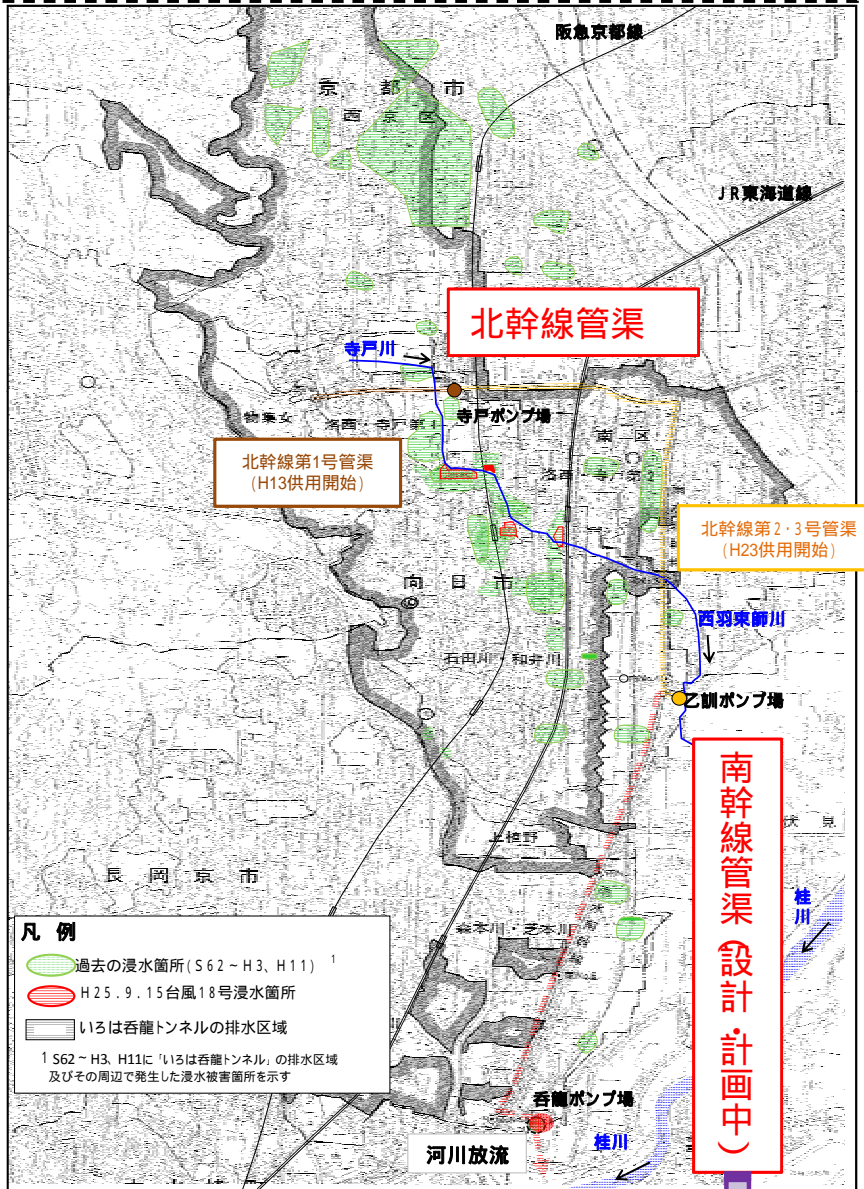 阪急京都線
京都市
西京区
JR東海道線
北幹線管渠
寺戸川
寺戸ポンプ場
物集女
洛西・寺戸第1
南区
北幹線第1号管渠
(H13供用開始)
北幹線第2・3号管渠
(H23供用開始)
向日市
西羽束師川
石田川・和井川
乙訓ポンプ場
南幹線管渠(設計・計画中)
上植野
伏見
長岡京市
桂川
凡例
過去の浸水箇所(S62~H3、H11) 1
H25.9.15台風18号浸水箇所
いろは呑龍トンネルの排水区域
1 S62~H3、H11に「いろは呑龍トンネル」の排水区域
及びその周辺で発生した浸水被害箇所を示す
呑龍ポンプ場
河川放流
桂川